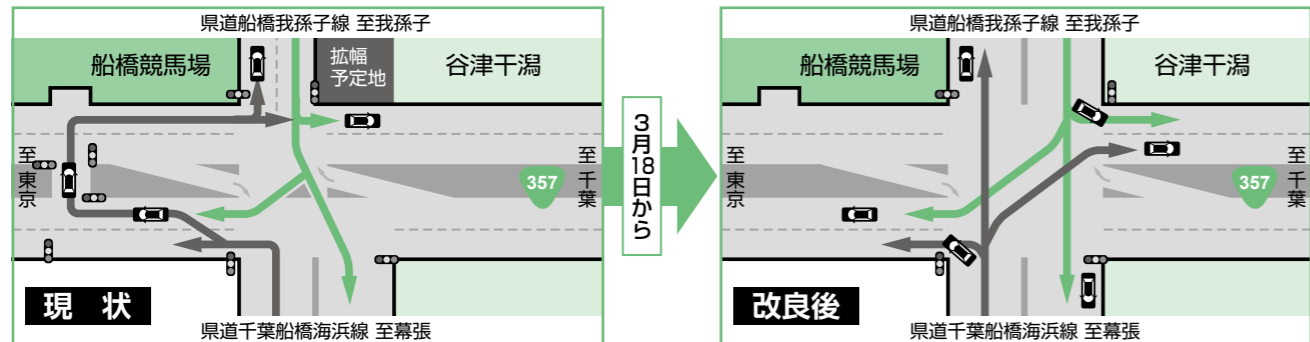 県道船橋我孫子線 至我孫子
船橋競馬場
拡幅
予定地
谷津干潟
至東京
357
至千葉
現 状
県道千葉船橋海浜線 至幕張
3月18日から
県道船橋我孫子線 至我孫子
船橋競馬場
谷津干潟
至東京
357
至千葉
改良後
県道千葉船橋海浜線 至幕張